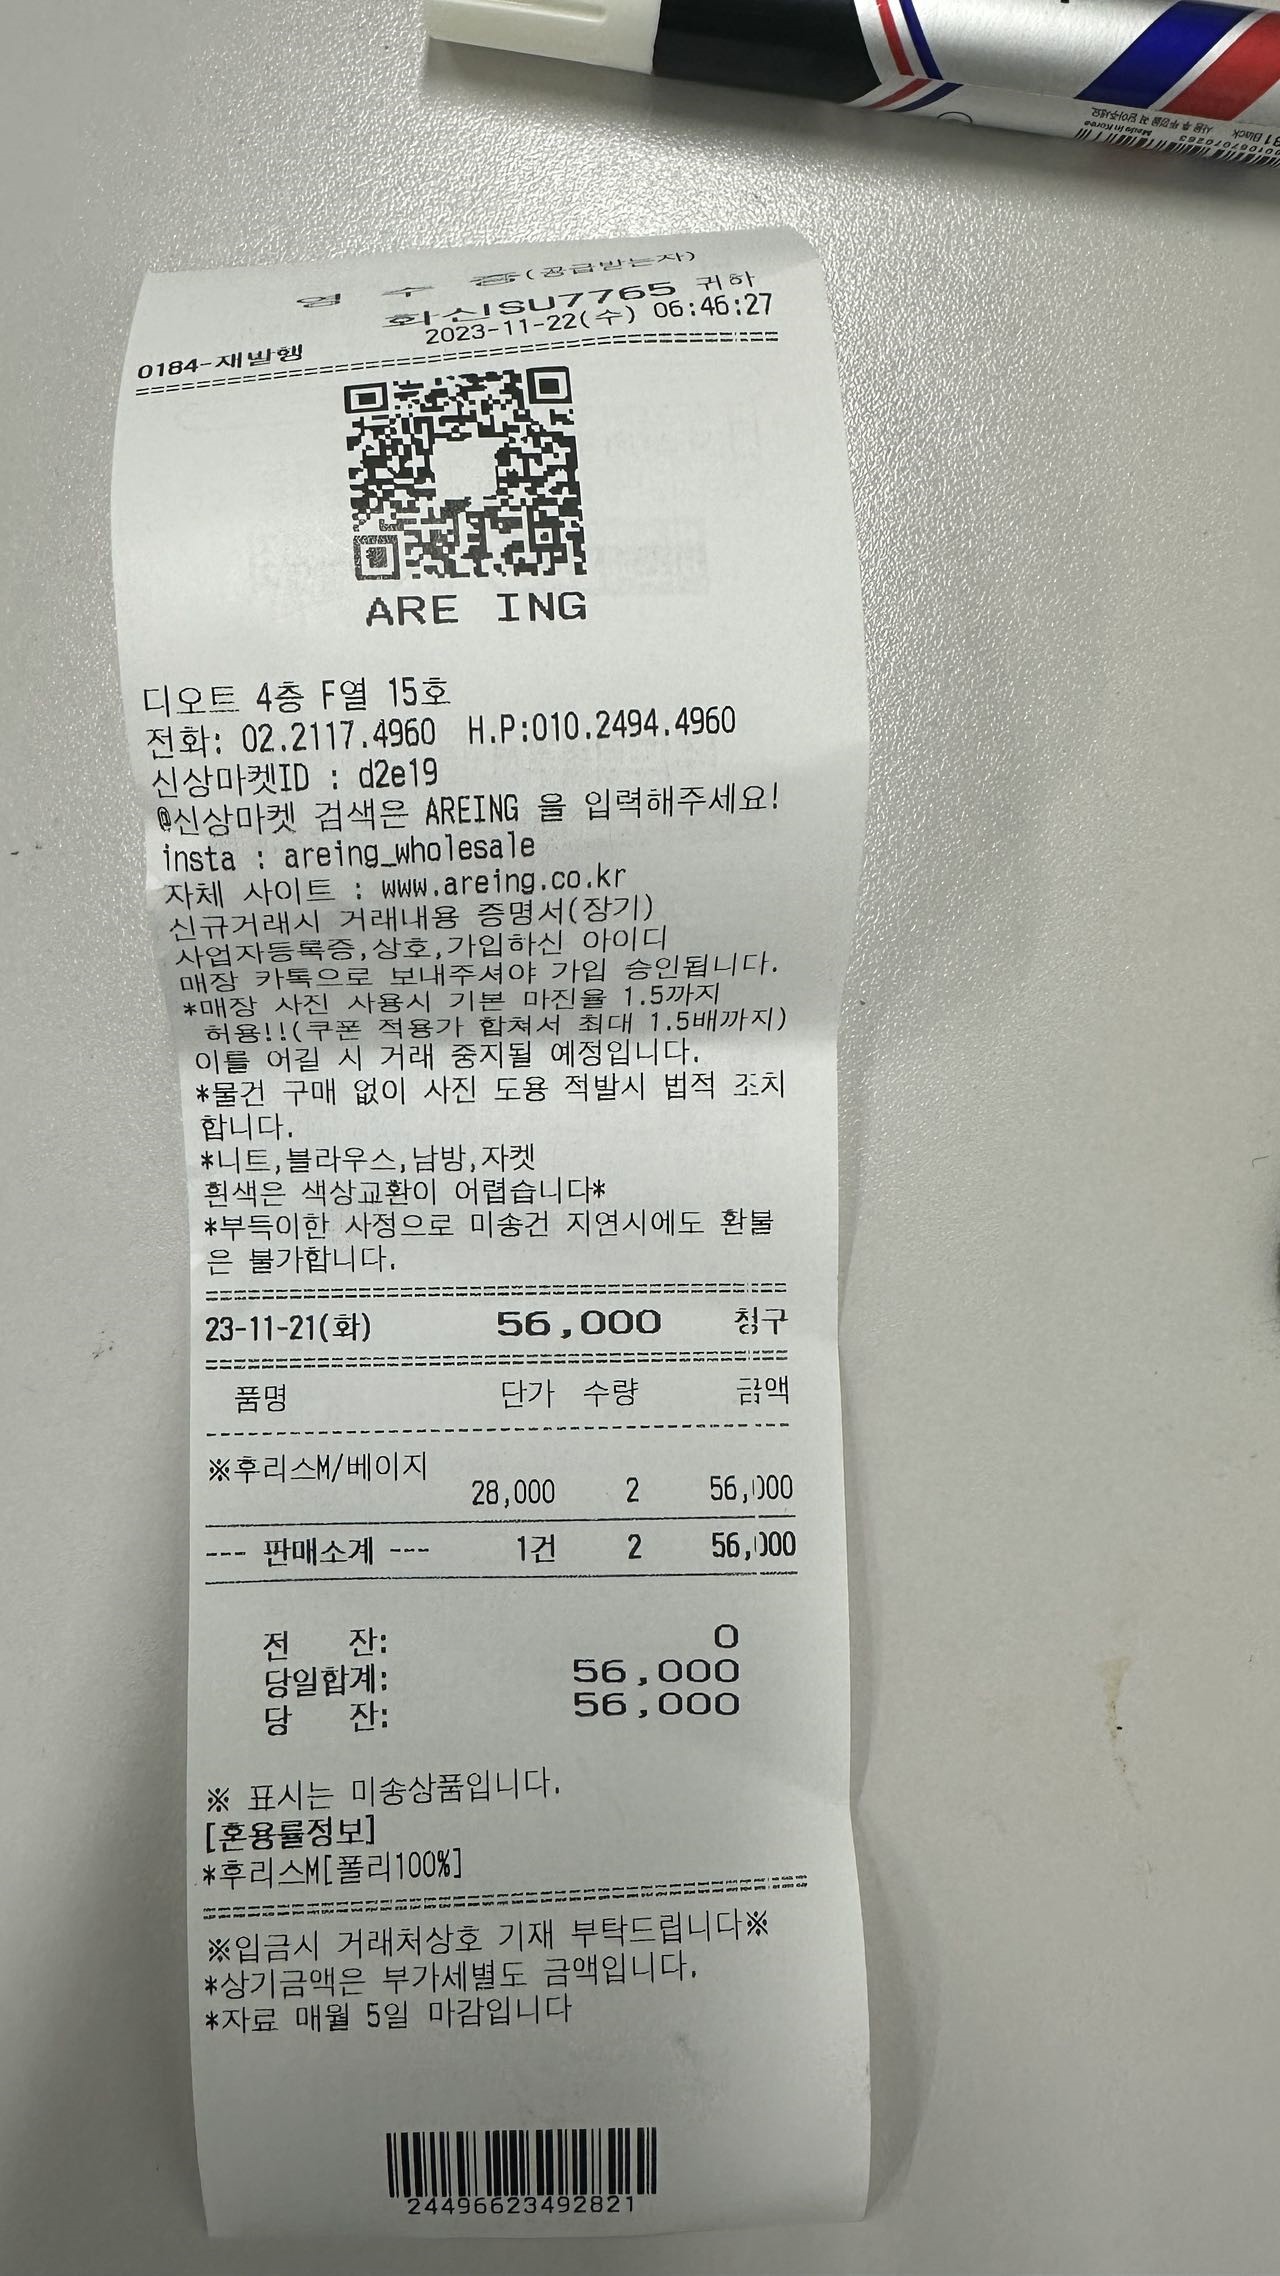 영 수 증(공급받는자)
화신SU7765 귀하
2023-11-22(수) 06:46:27
0184-재발행
ARE ING
디오트 4층 F열 15호
전화: 02.2117.4960 H.P:010.2494.4960
신상마켓ID : d2e19
@신상마켓 검색은 AREING 을 입력해주세요!
insta : areing_wholesale
자체 사이트 : www.areing.co.kr
신규거래시 거래내용 증명서(장기)
사업자등록증,상호,가입하신 아이디
매장 카톡으로 보내주셔야 가입 승인됩니다.
*매장 사진 사용시 기본 마진율 1.5까지
허용!!(쿠폰 적용가 합쳐서 최대 1.5배까지)
이를 어길 시 거래 중지될 예정입니다.
*물건 구매 없이 사진 도용 적발시 법적 조치
합니다.
*니트,블라우스,남방,자켓
흰색은 색상교환이 어렵습니다*
*부득이한 사정으로 미송건 지연시에도 환불
은 불가합니다.
23-11-21(화) 56,000 청구
품명 단가 수량 금액
※후리스M/베이지
28,000 2 56,000
--- 판매소계 --- 1건 2 56,000
전 잔: 0
당일합계: 56,000
당 잔: 56,000
※ 표시는 미송상품입니다.
[혼용률정보]
*후리스M[폴리100%]
※입금시 거래처상호 기재 부탁드립니다※
*상기금액은 부가세별도 금액입니다.
*자료 매월 5일 마감입니다
24496623492821
Made in Korea
Black